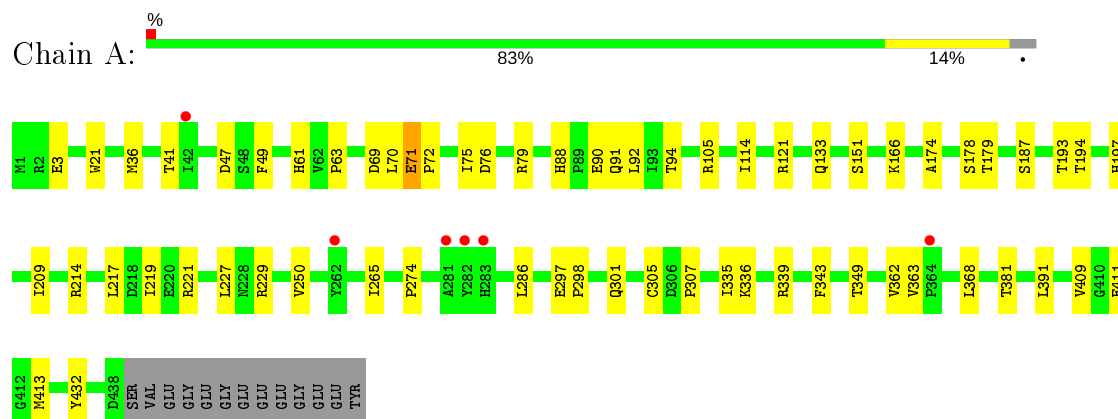 %
Chain A:
83% 14% •
M1 R2 E3 W21 M36 T41 I42 D47 S48 F49 H61 V62 P63 D69 L70 E71 P72 I75 D76 R79 H88 P89 E90 Q91 L92 I93 T94 R105 I114 R121 Q133 S151 K166 A174 S178 T179 S187 T193 T194 H197
I209 R214 L217 D218 I219 E220 R221 L227 N228 R229 V250 Y262 I265 P274 A281 Y282 H283 L286 E297 P298 Q301 C305 D306 P307 I335 K336 R339 F343 T349 V362 V363 P364 L368 T381 L391 V409 G410 E411
G412 M413 Y432 D438 SER VAL GLU GLY GLU GLU GLY GLU GLU GLU GLY GLU GLU TYR